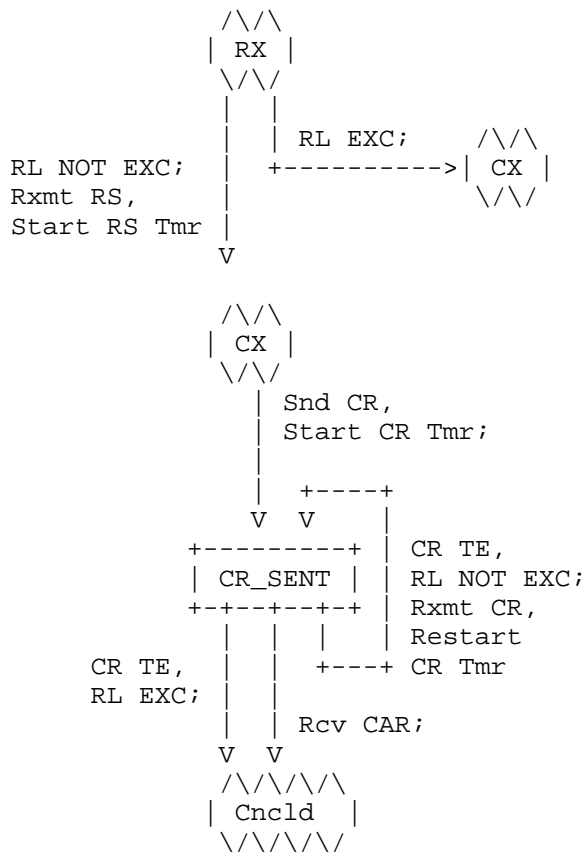 RX
RL EXC;
RL NOT EXC;
CX
Rxmt RS,
Start RS Tmr
V
CX
Snd CR,
Start CR Tmr;
V V
CR TE,
CR_SENT RL NOT EXC;
Rxmt CR,
Restart
CR TE, CR Tmr
RL EXC;
Rcv CAR;
V V
Cncld